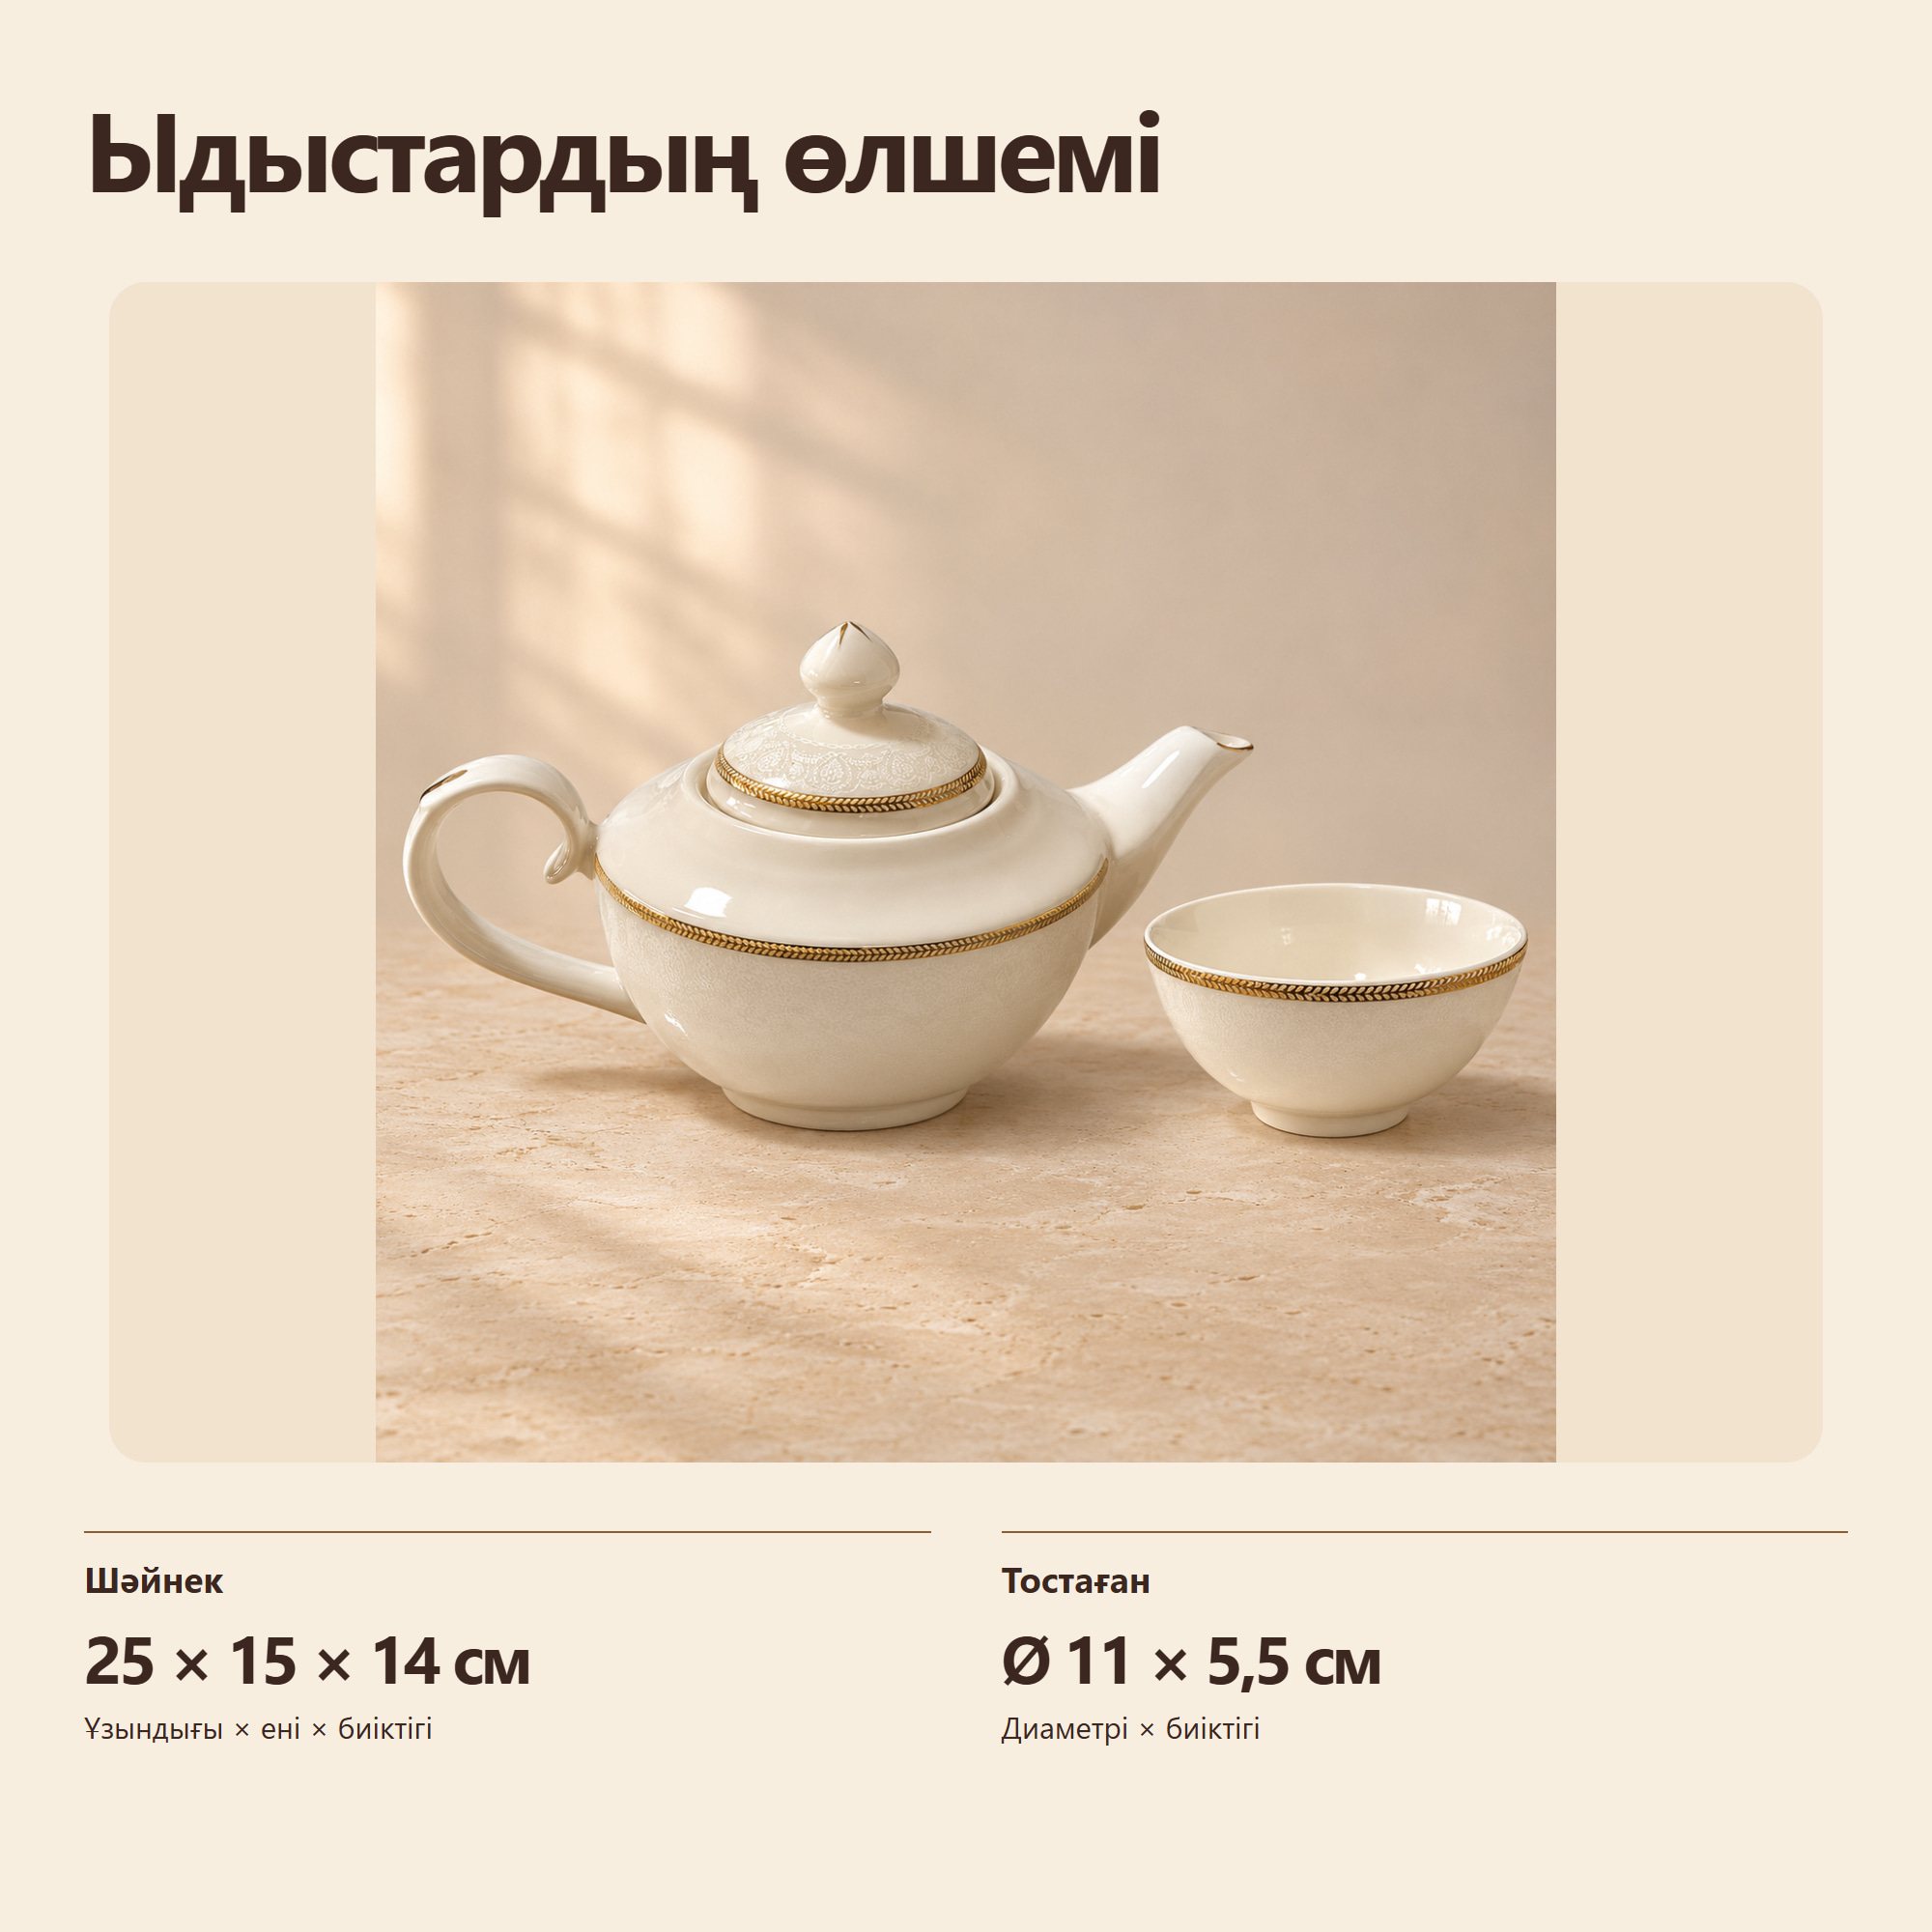 Ыдыстардың өлшемі
Шәйнек
25 × 15 × 14 см
Ұзындығы × ені × биіктігі
Тостаған
Ø 11 × 5,5 см
Диаметрі × биіктігі